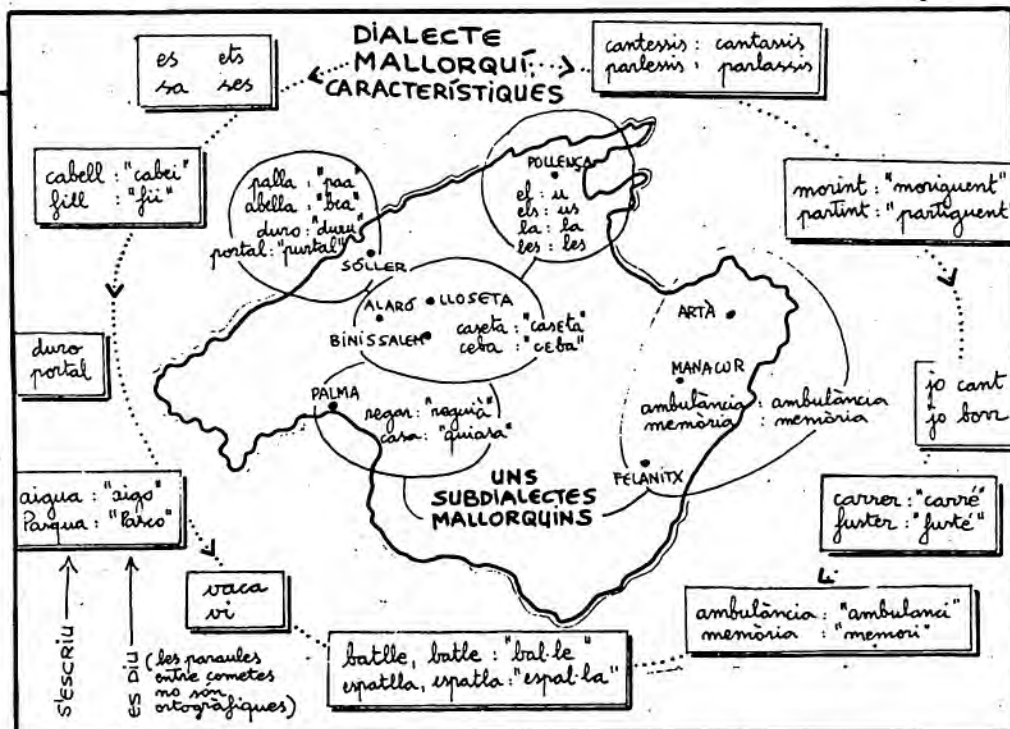 DIALECTE
MALLORQUÍ,
CARACTERÍSTIQUES
es ets
sa ses
cantessis : cantassis
parlessis : parlassis
cabell : "cabei"
fill : "fii"
morint : "moriguent"
partint : "partiguent"
duro
portal
jo cant
jo borr
aigua : "aigo"
Pasqua : "Pasco"
carrer : "carré"
fuster : "fusté"
vaca
vi
ambulància : "ambulanci"
memòria : "memori"
batlle, batle : "bal·le"
espatlla, espatla : "espal·la"
palla : "paa"
abella : "bea"
duro : "duru"
portal : "purtal"
SÓLLER
POLLENÇA
el : u
els : us
la : la
les : les
ALARÓ
LLOSETA
BINISSALEM
caseta : "caseta"
ceba : "ceba"
PALMA
regar : "reguià"
casa : "quiasa"
ARTÀ
MANACOR
ambulància : ambulància
memòria : memòria
FELANITX
UNS
SUBDIALECTES
MALLORQUINS
S'ESCRIU
ES DIU (les paraules
entre cometes
no són
ortogràfiques)